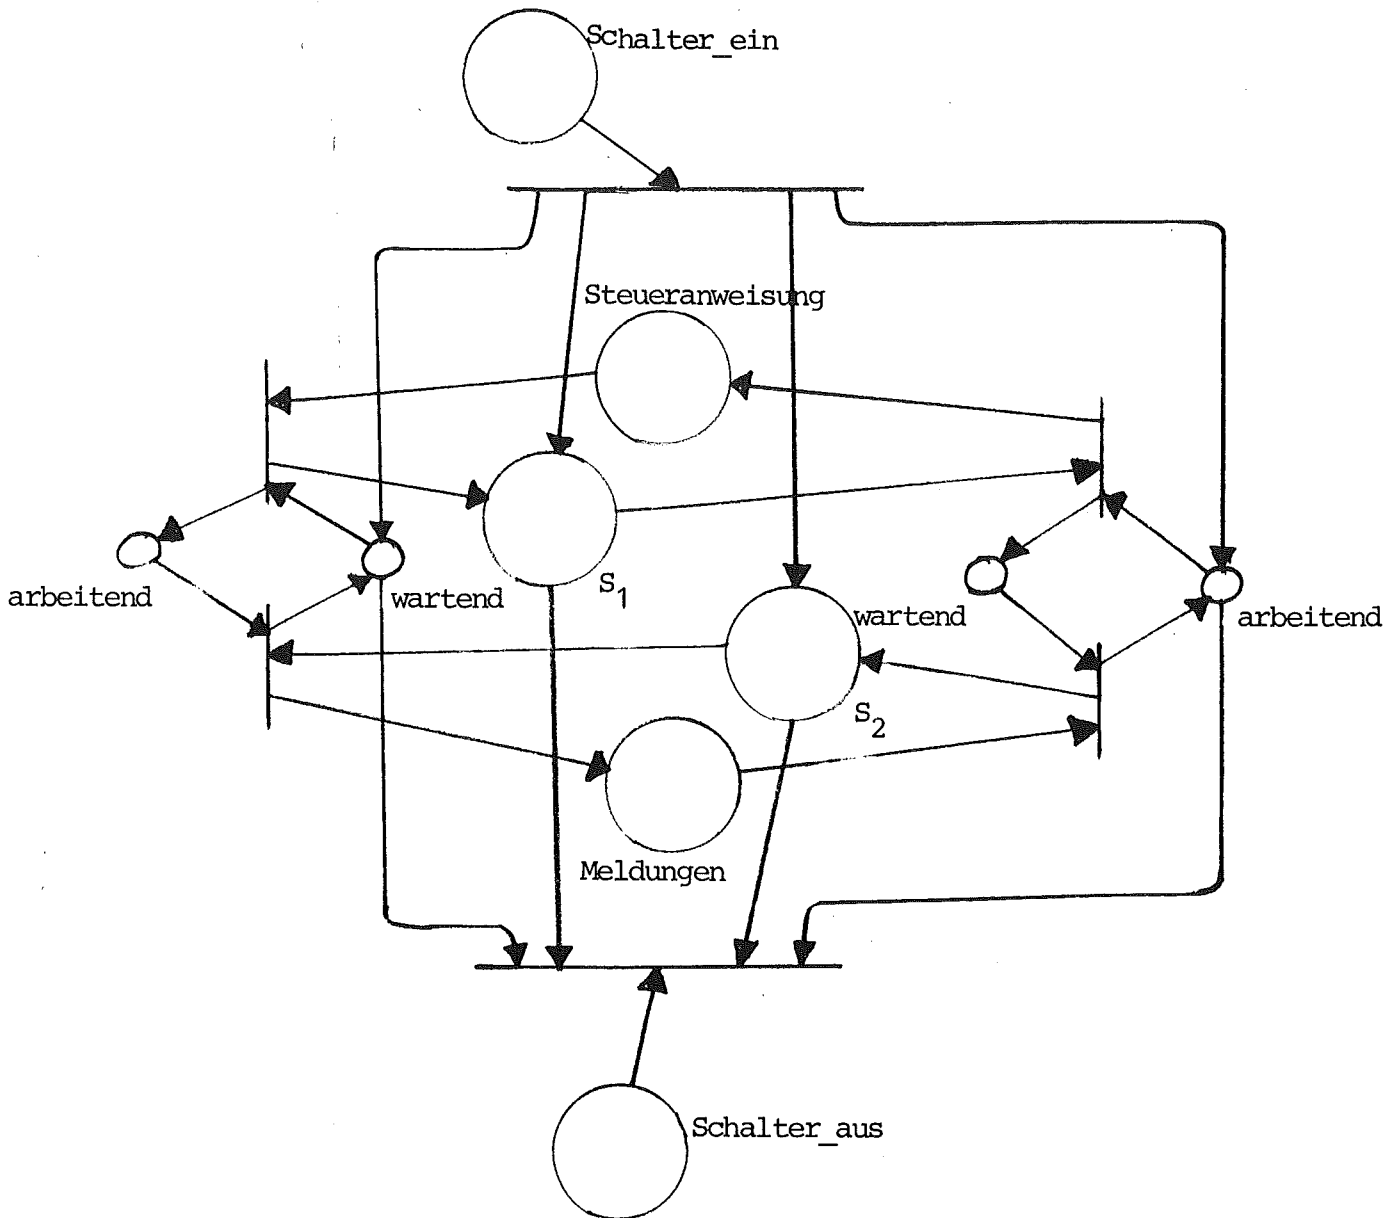 Schalter_ein
Steueranweisung
S1
arbeitend
wartend
wartend
arbeitend
S2
Meldungen
Schalter_aus